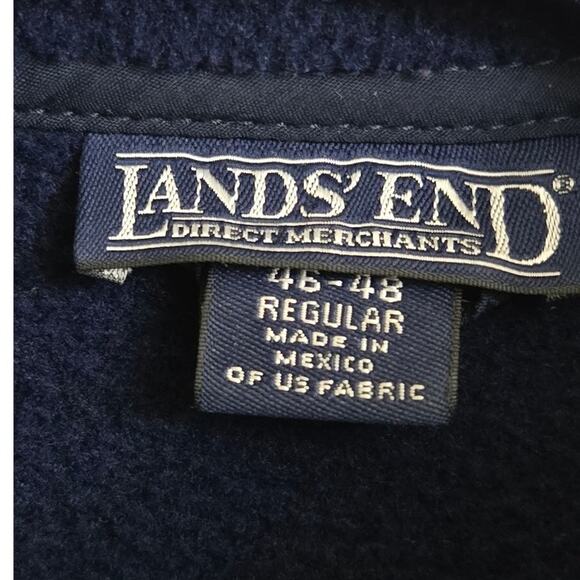 LANDS' END®
DIRECT MERCHANTS
46-48
REGULAR
MADE IN
MEXICO
OF US FABRIC